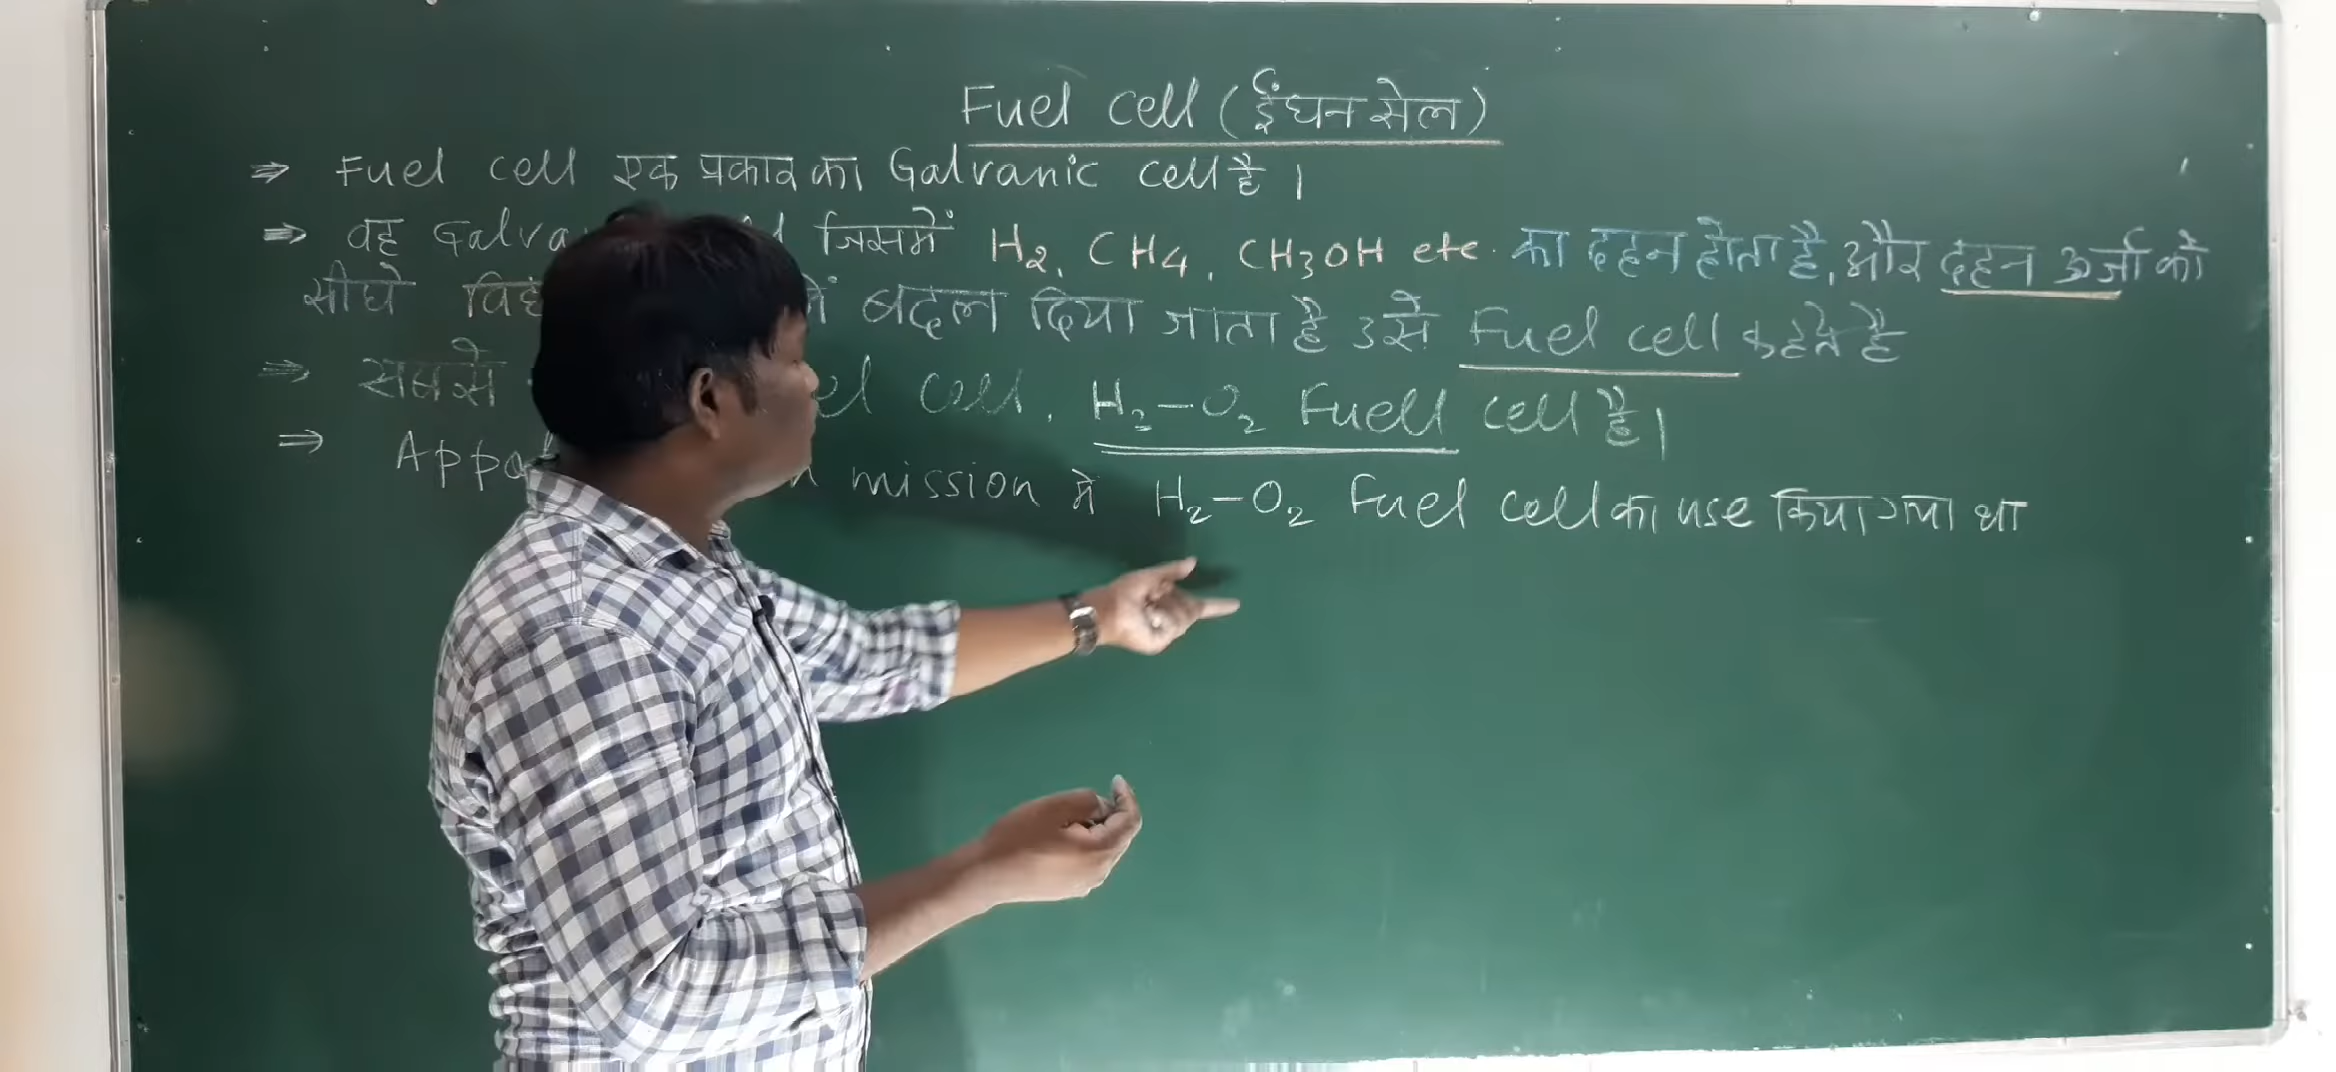 Fuel cell (ईंधन सेल)
⇒ Fuel cell एक प्रकार का Galvanic cell है।
⇒ वह Galva जिसमें H2, CH4, CH3OH etc. का दहन होता है, और दहन ऊर्जा को
सीधे बदल दिया जाता है उसे Fuel cell कहते है
⇒ सबसे cell, H2-O2 Fuell cell है।
⇒ mission मे H2-O2 Fuel cell का use किया गया था